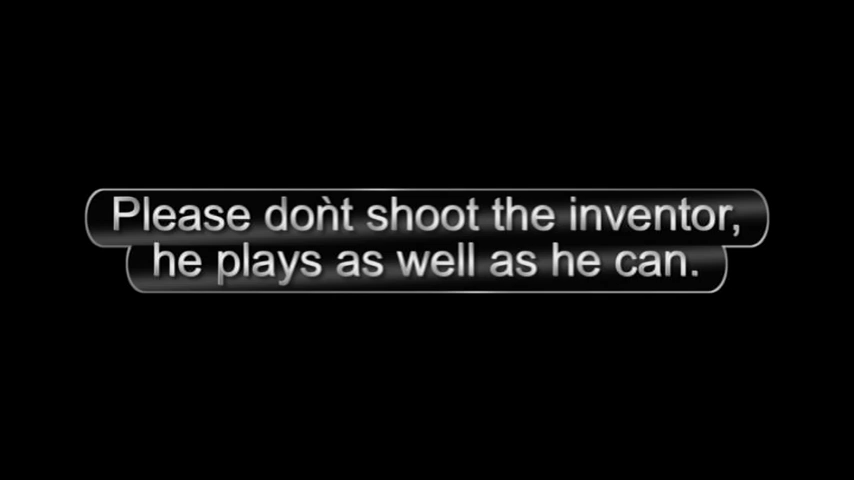 Please doǹt shoot the inventor,
he plays as well as he can.